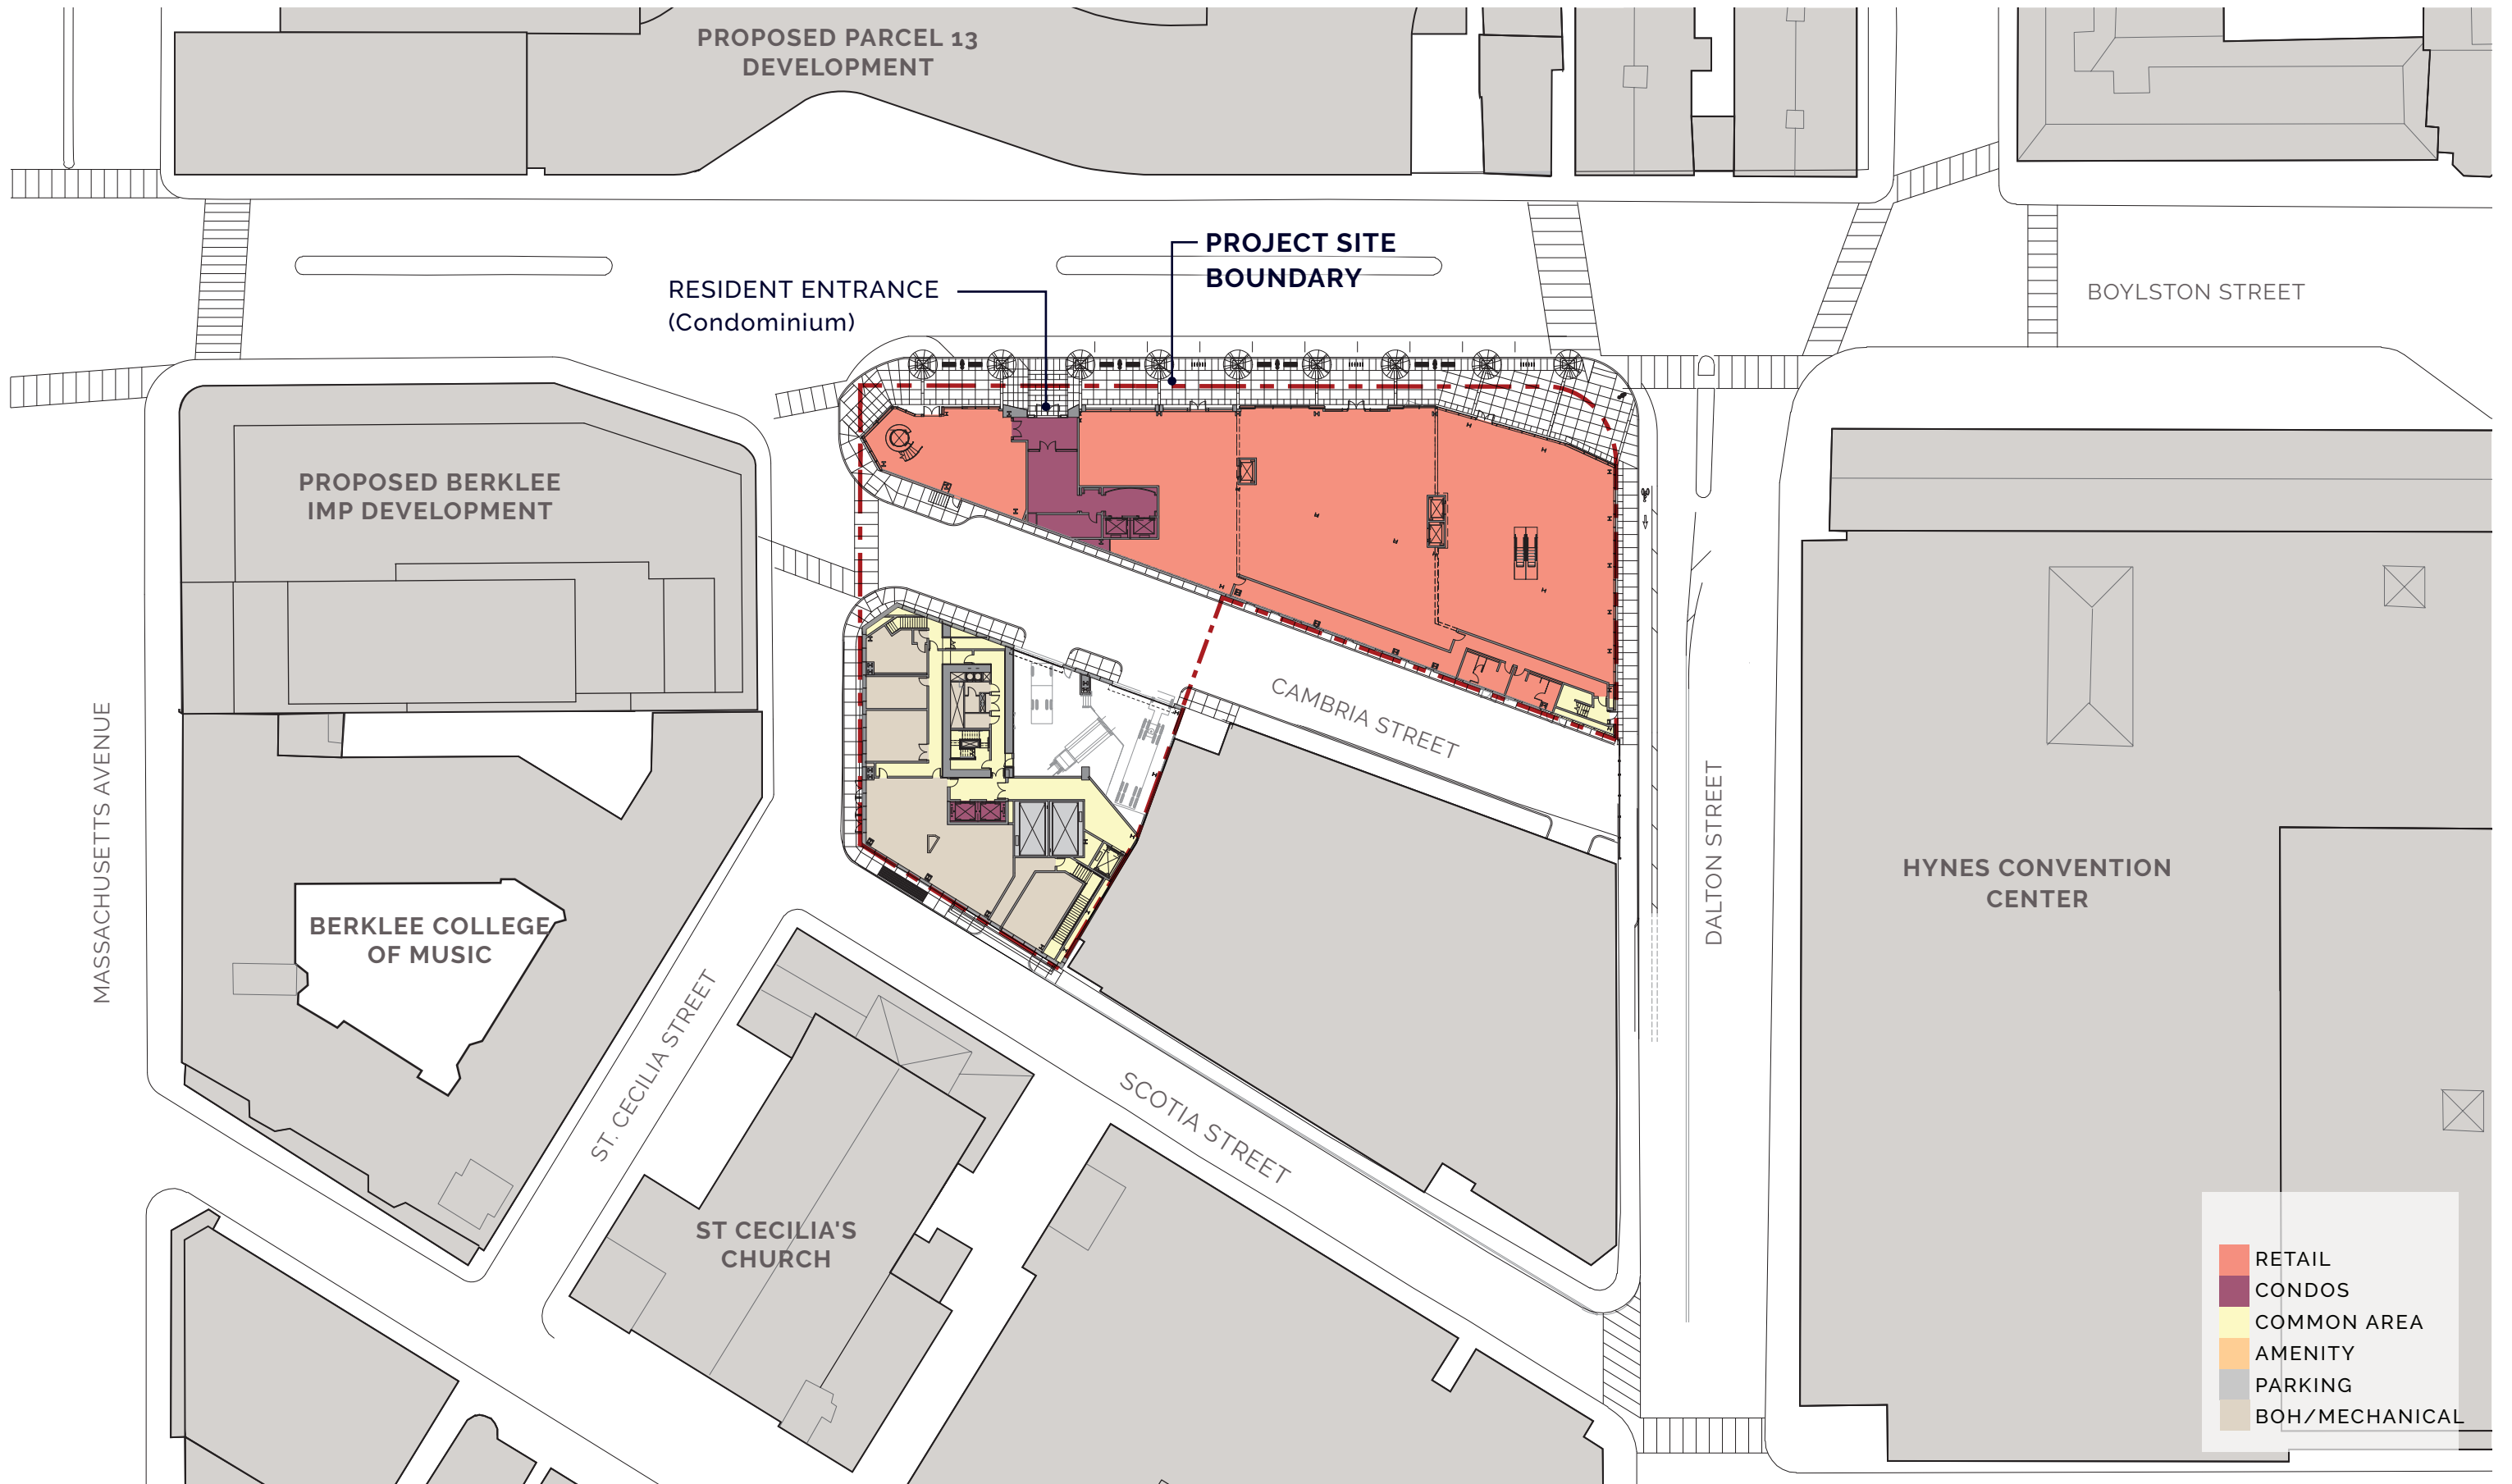 PROPOSED PARCEL 13
DEVELOPMENT
PROJECT SITE
BOUNDARY
RESIDENT ENTRANCE
(Condominium)
BOYLSTON STREET
PROPOSED BERKLEE
IMP DEVELOPMENT
CAMBRIA STREET
MASSACHUSETTS AVENUE
DALTON STREET
HYNES CONVENTION
CENTER
BERKLEE COLLEGE
OF MUSIC
ST. CECILIA STREET
SCOTIA STREET
ST CECILIA'S
CHURCH
RETAIL
CONDOS
COMMON AREA
AMENITY
PARKING
BOH/MECHANICAL